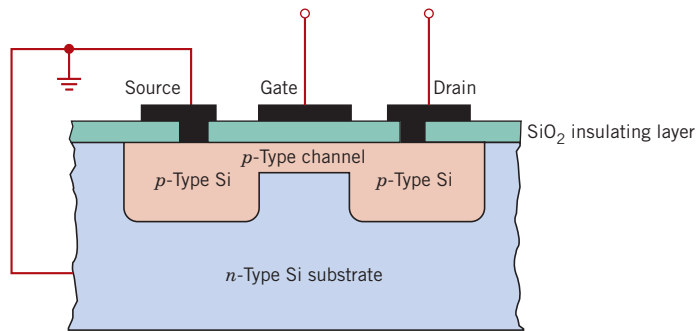 Source
Gate
Drain
SiO₂ insulating layer
p-Type channel
p-Type Si
p-Type Si
n-Type Si substrate